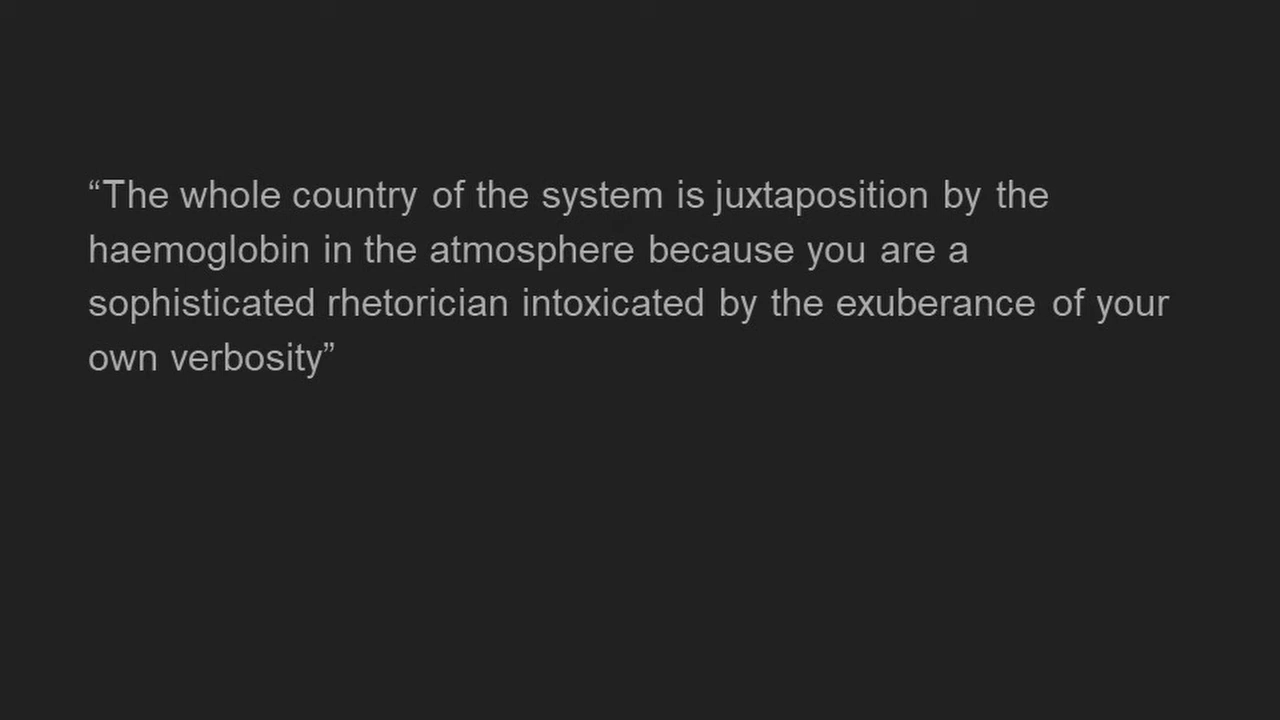 “The whole country of the system is juxtaposition by the
haemoglobin in the atmosphere because you are a
sophisticated rhetorician intoxicated by the exuberance of your
own verbosity”